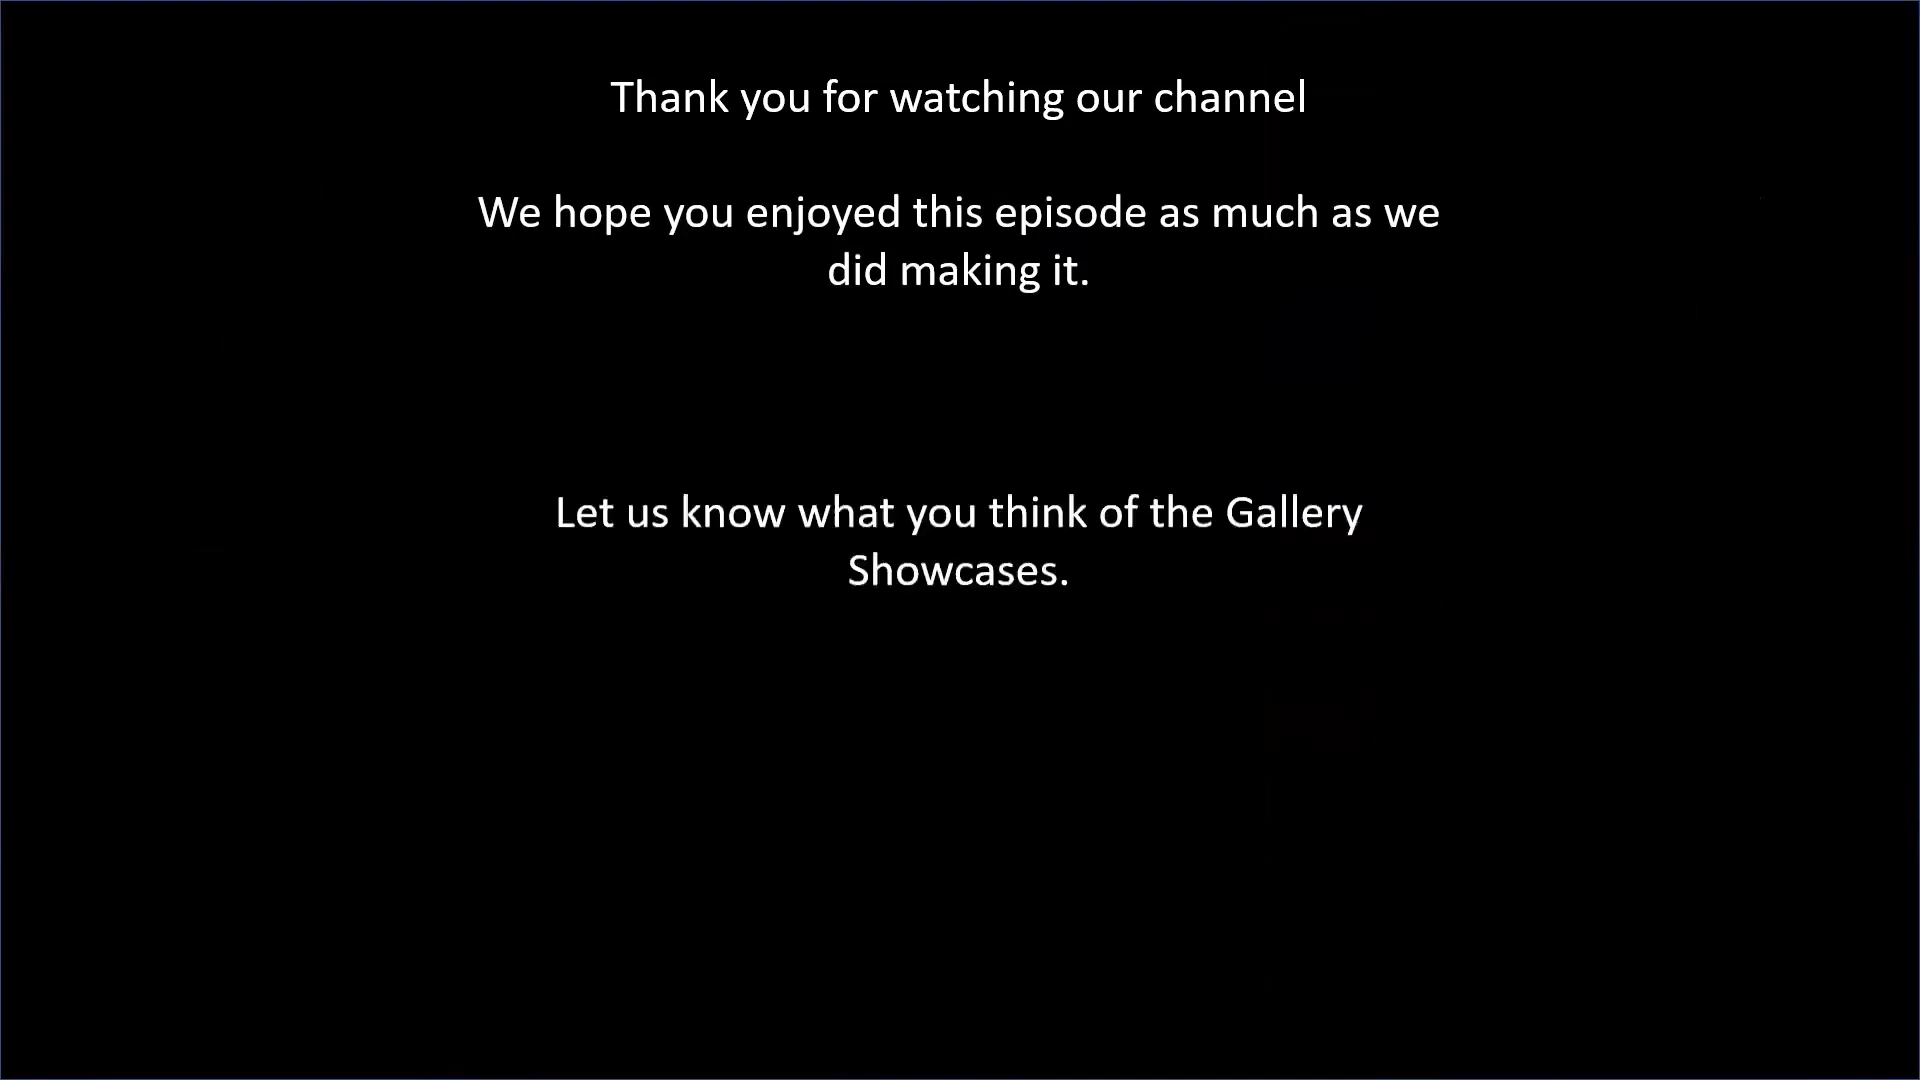 Thank you for watching our channel
We hope you enjoyed this episode as much as we
did making it.
Let us know what you think of the Gallery
Showcases.